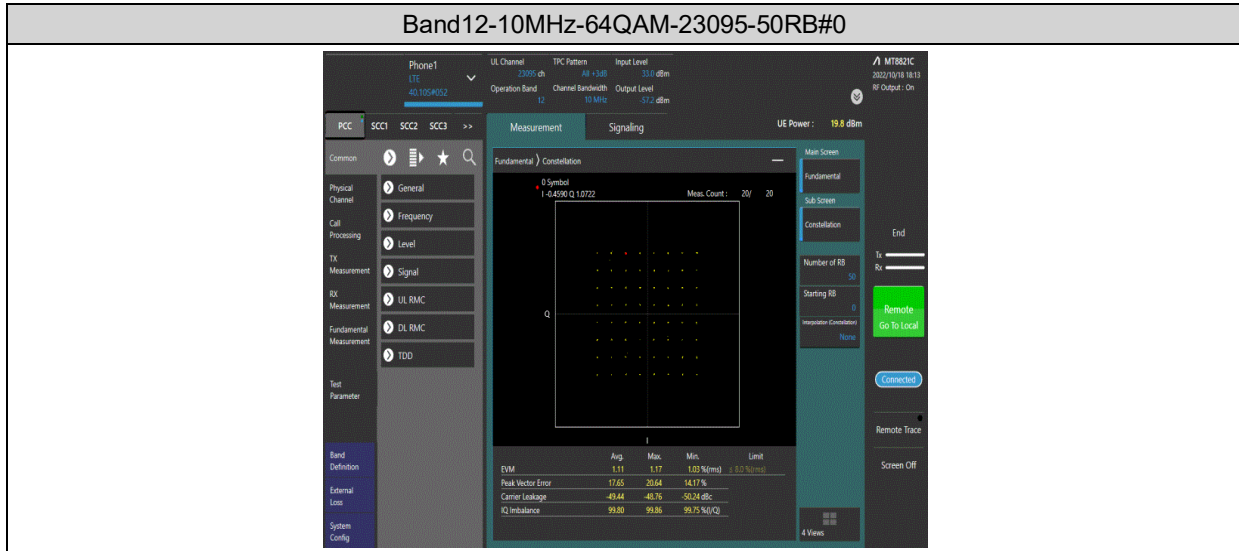 Band12-10MHz-64QAM-23095-50RB#0
Phone1
LTE
40.10S#052
UL Channel TPC Pattern Input Level
23095 ch All +3dB 33.0 dBm
Operation Band Channel Bandwidth Output Level
12 10 MHz -57.2 dBm
MT8821C
2022/10/18 18:13
RF Output : On
PCC SCC1 SCC2 SCC3 >>
Measurement Signaling
UE Power : 19.8 dBm
Common
Physical
Channel
Call
Processing
TX
Measurement
RX
Measurement
Fundamental
Measurement
Test
Parameter
Band
Definition
External
Loss
System
Config
General
Frequency
Level
Signal
UL RMC
DL RMC
TDD
Fundamental Constellation
0 Symbol
I -0.4590 Q 1.0722
Meas. Count : 20/ 20
Q
I
Avg. Max. Min. Limit
EVM 1.11 1.17 1.03 %(rms) ≤ 8.0 %(rms)
Peak Vector Error 17.65 20.64 14.17 %
Carrier Leakage -49.44 -48.76 -50.24 dBc
IQ Imbalance 99.80 99.86 99.75 %(I/Q)
Main Screen
Fundamental
Sub Screen
Constellation
Number of RB
50
Starting RB
0
Interpolation (Constellation)
None
4 Views
End
Tx
Rx
Remote
Go To Local
Connected
Remote Trace
Screen Off